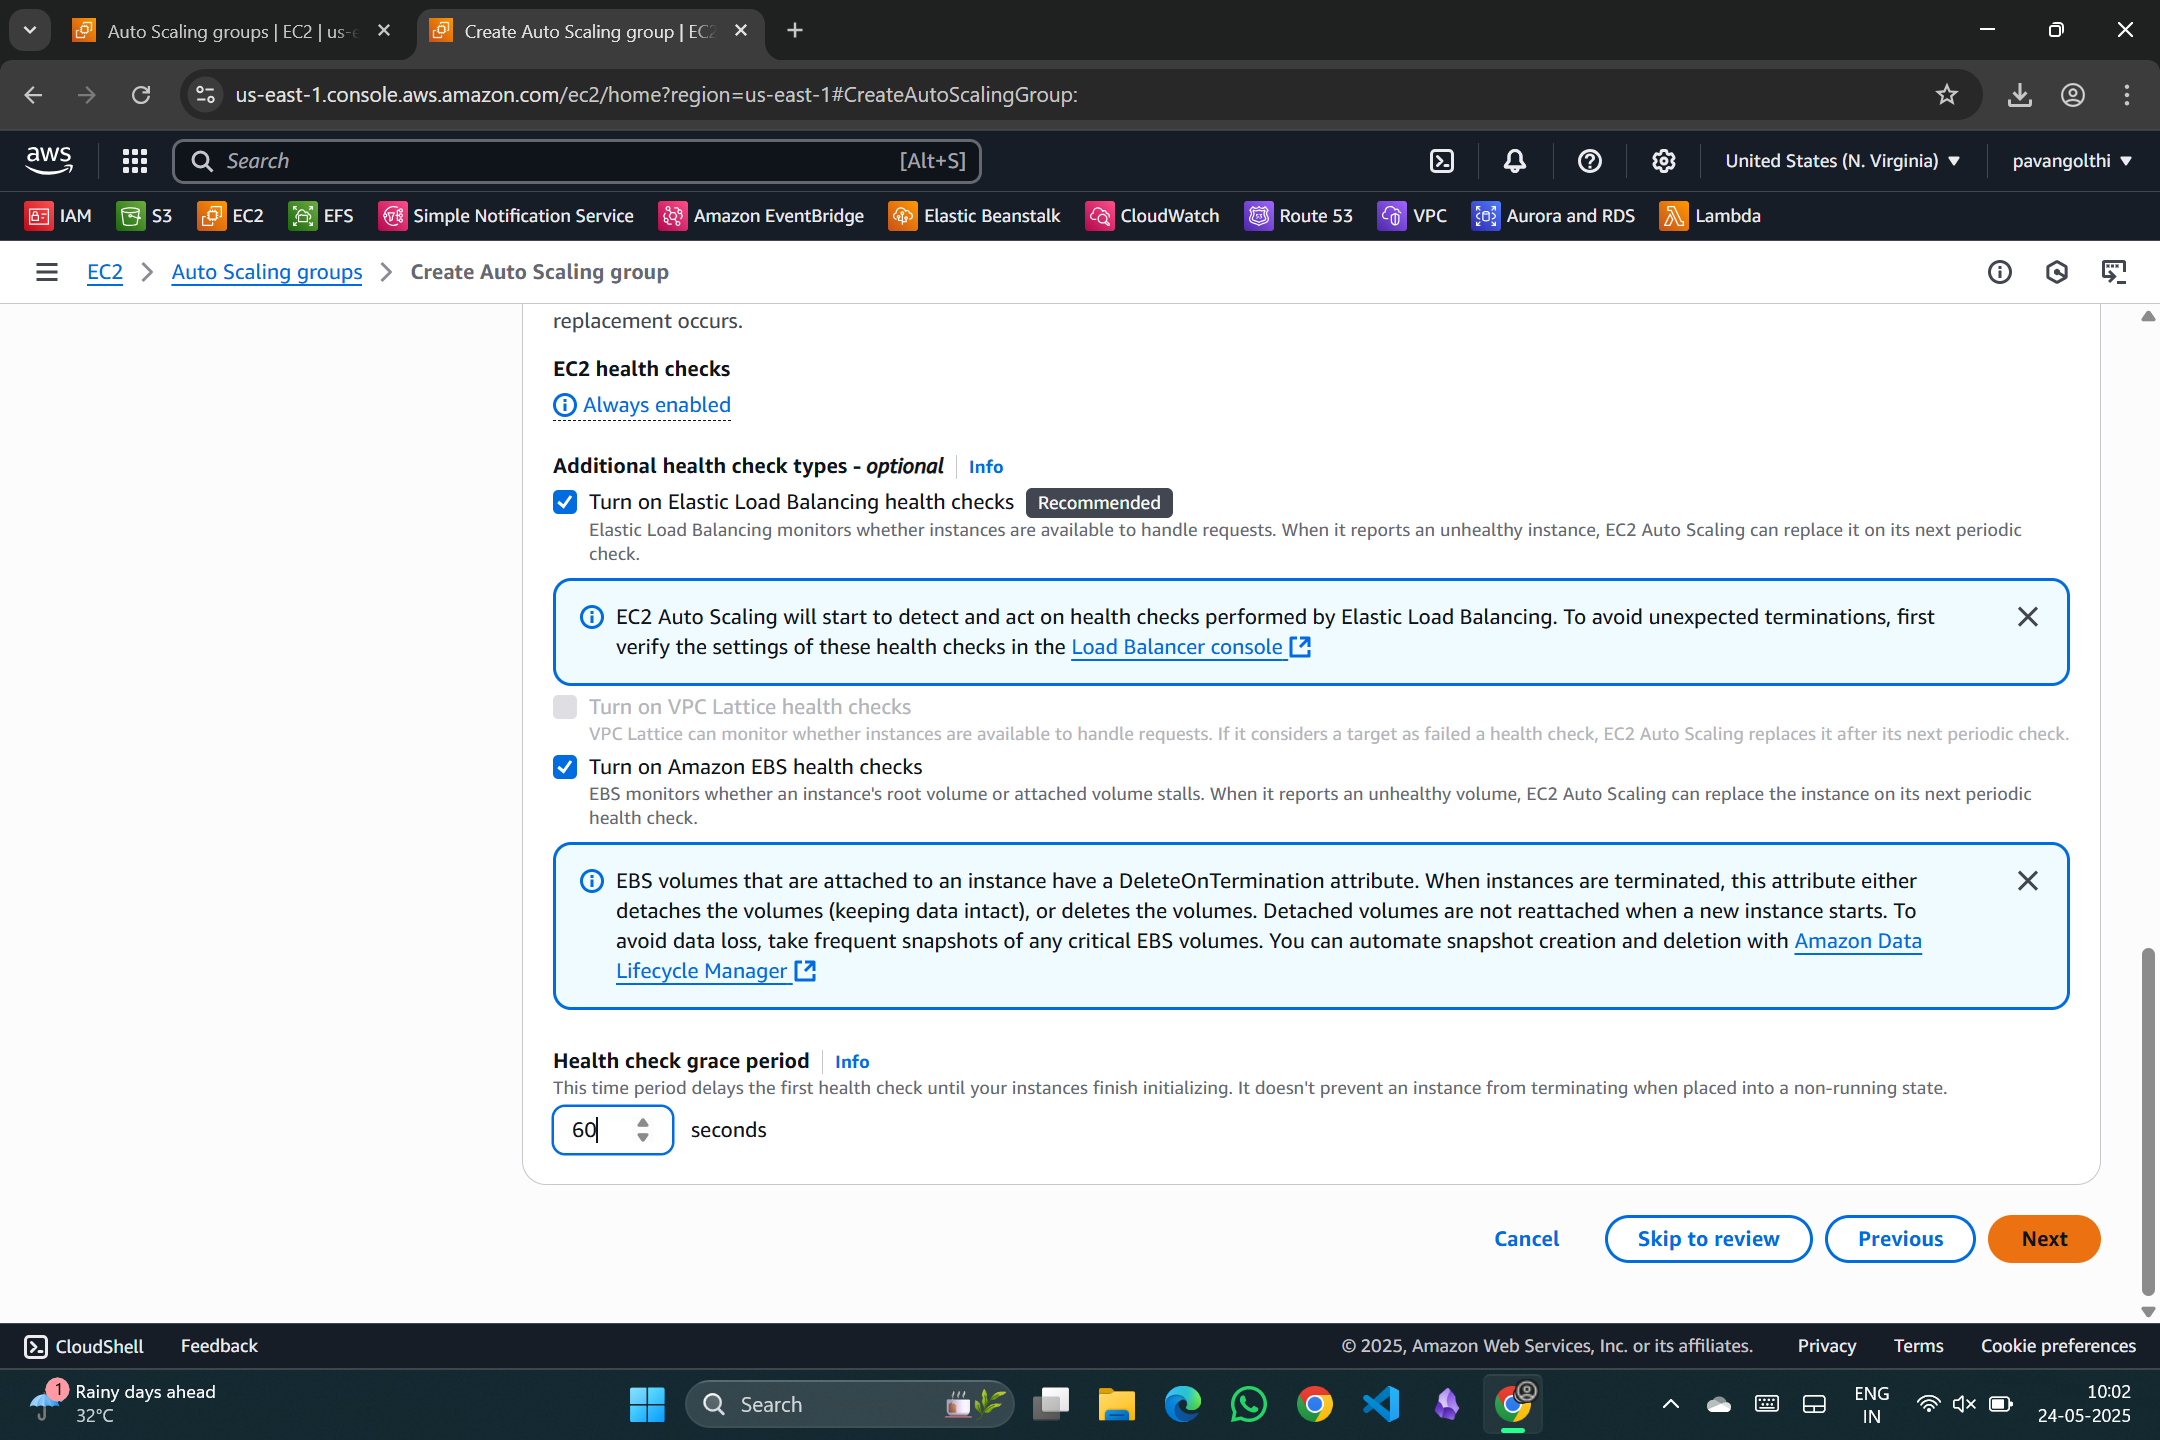 Auto Scaling groups | EC2 | us-e
Create Auto Scaling group | EC2
us-east-1.console.aws.amazon.com/ec2/home?region=us-east-1#CreateAutoScalingGroup:
aws
Search
[Alt+S]
United States (N. Virginia)
pavangolthi
IAM
S3
EC2
EFS
Simple Notification Service
Amazon EventBridge
Elastic Beanstalk
CloudWatch
Route 53
VPC
Aurora and RDS
Lambda
EC2
Auto Scaling groups
Create Auto Scaling group
replacement occurs.
EC2 health checks
Always enabled
Additional health check types - optional
Info
Turn on Elastic Load Balancing health checks
Recommended
Elastic Load Balancing monitors whether instances are available to handle requests. When it reports an unhealthy instance, EC2 Auto Scaling can replace it on its next periodic
check.
EC2 Auto Scaling will start to detect and act on health checks performed by Elastic Load Balancing. To avoid unexpected terminations, first
verify the settings of these health checks in the Load Balancer console
Turn on VPC Lattice health checks
VPC Lattice can monitor whether instances are available to handle requests. If it considers a target as failed a health check, EC2 Auto Scaling replaces it after its next periodic check.
Turn on Amazon EBS health checks
EBS monitors whether an instance's root volume or attached volume stalls. When it reports an unhealthy volume, EC2 Auto Scaling can replace the instance on its next periodic
health check.
EBS volumes that are attached to an instance have a DeleteOnTermination attribute. When instances are terminated, this attribute either
detaches the volumes (keeping data intact), or deletes the volumes. Detached volumes are not reattached when a new instance starts. To
avoid data loss, take frequent snapshots of any critical EBS volumes. You can automate snapshot creation and deletion with Amazon Data
Lifecycle Manager
Health check grace period
Info
This time period delays the first health check until your instances finish initializing. It doesn't prevent an instance from terminating when placed into a non-running state.
60
seconds
Cancel
Skip to review
Previous
Next
CloudShell
Feedback
© 2025, Amazon Web Services, Inc. or its affiliates.
Privacy
Terms
Cookie preferences
1
Rainy days ahead
32°C
Search
ENG
IN
10:02
24-05-2025